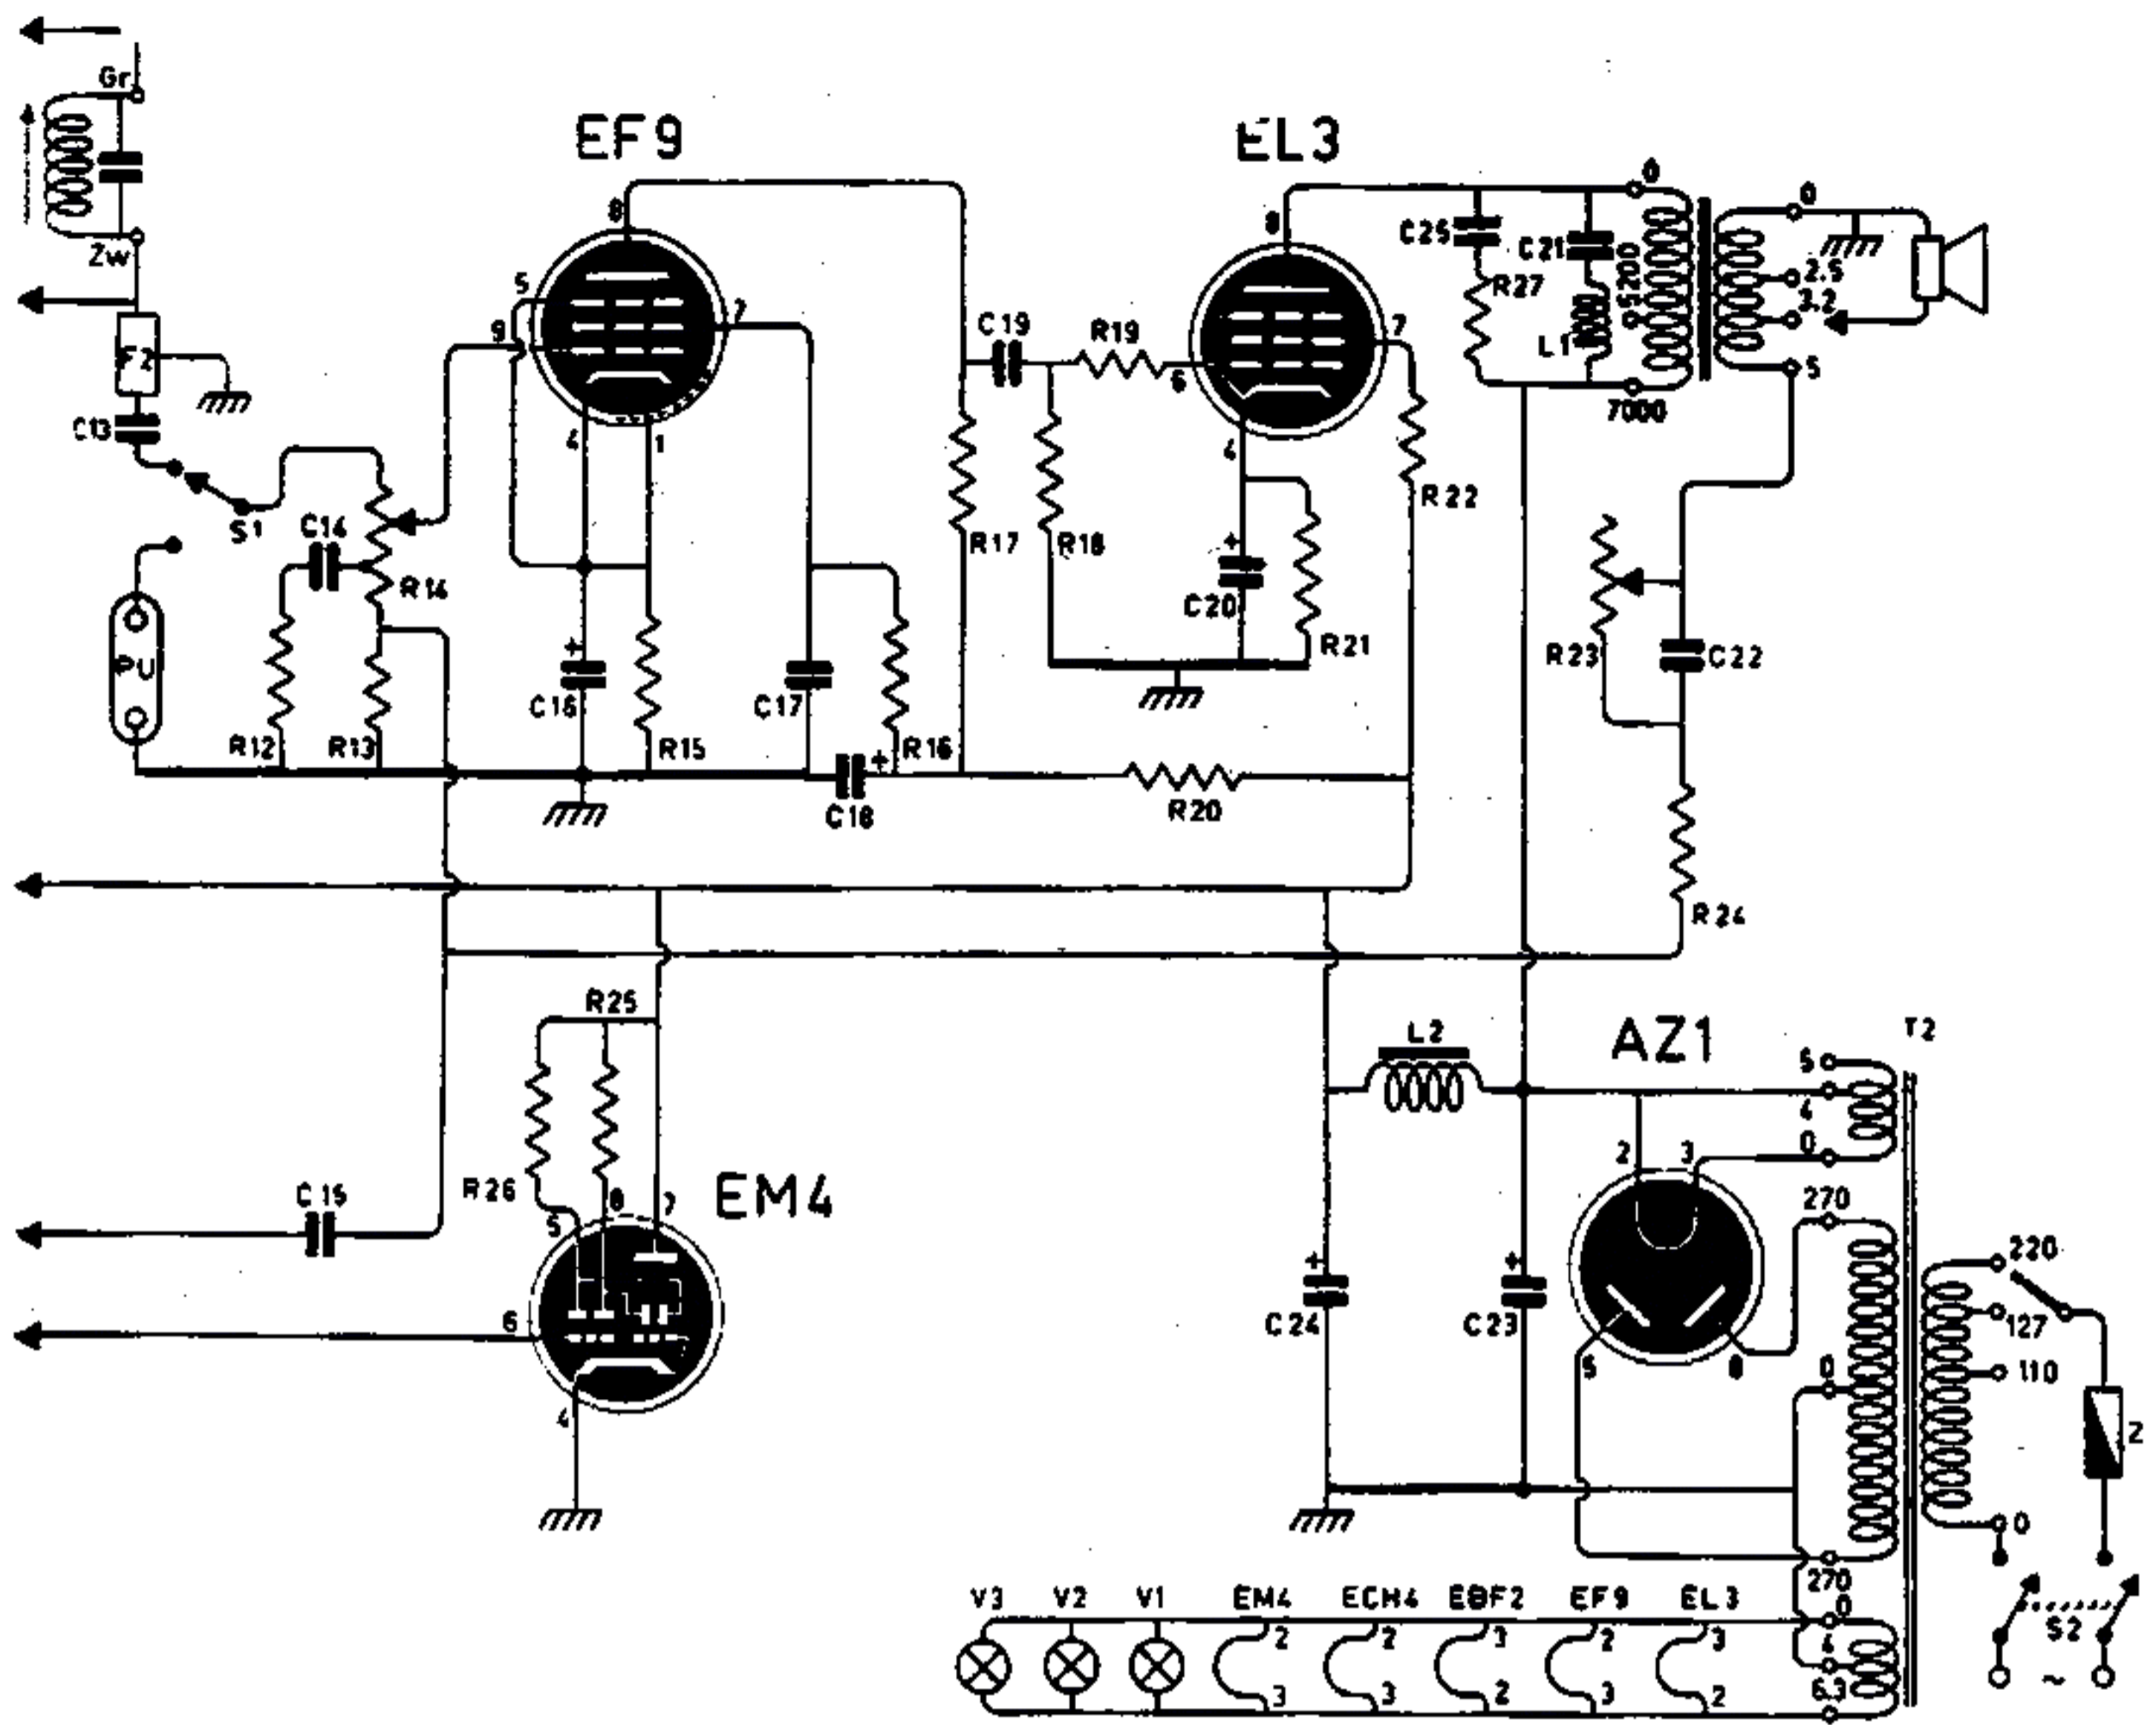 Gr
EF9
EL3
8
0
0
Zw
5
9
7
8
C25
C21
5200
R27
2.5
3.2
F2
C19
R19
7
L1
6
5
7000
C13
4
1
4
S1
C14
R17
R18
R22
+
R14
C20
PU
+
R21
R23
C22
C16
C17
R12
R13
R15
+
R16
C18
R20
R24
R25
L2
AZ1
T2
5
4
0
2
3
R26
8
7
EM4
5
C15
270
+
+
220
6
C24
C23
127
5
8
0
110
4
2
0
270
V3
V2
V1
EM4
ECH4
EBF2
EF9
EL3
0
2
2
3
2
3
4
S2
3
3
2
3
2
6.3
~